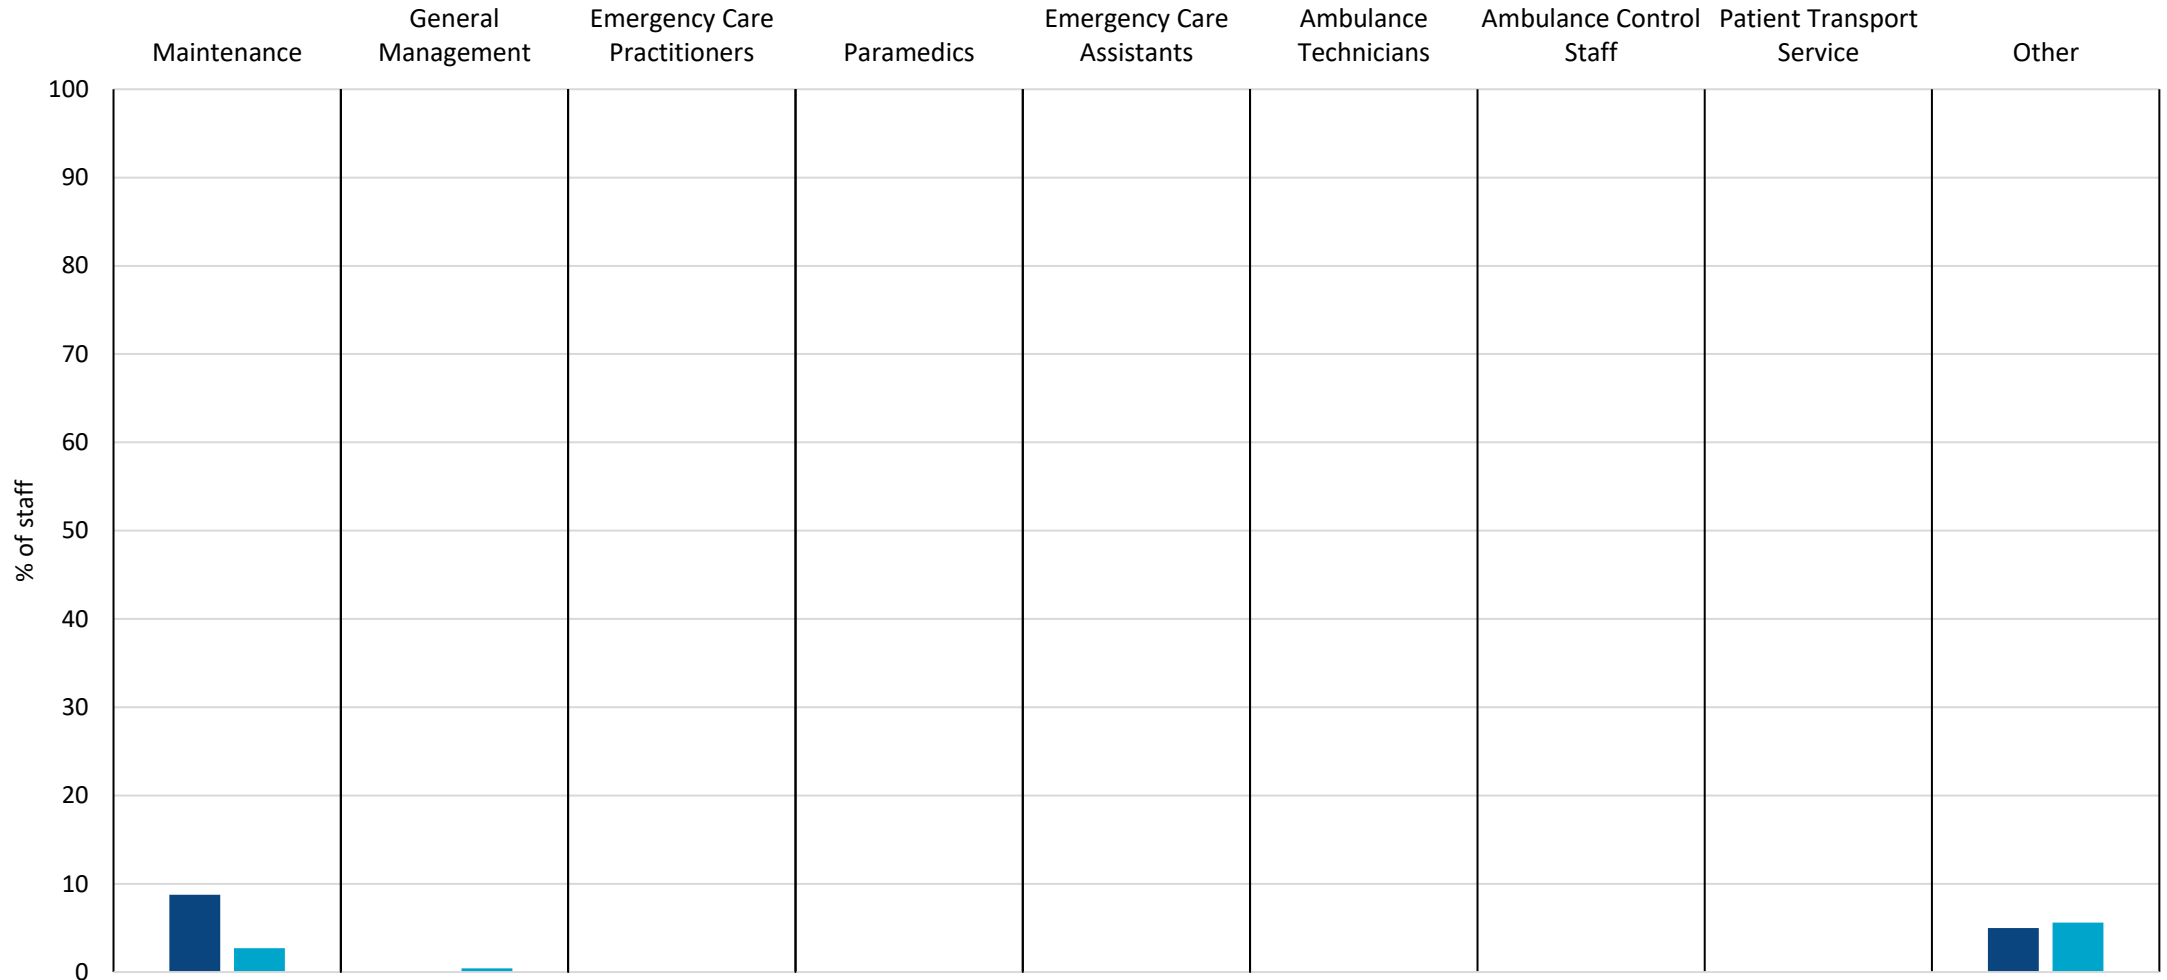 Maintenance
General
Management
Emergency Care
Practitioners
Paramedics
Emergency Care
Assistants
Ambulance
Technicians
Ambulance Control
Staff
Patient Transport
Service
Other
100
90
80
70
60
50
40
30
20
10
0
% of staff